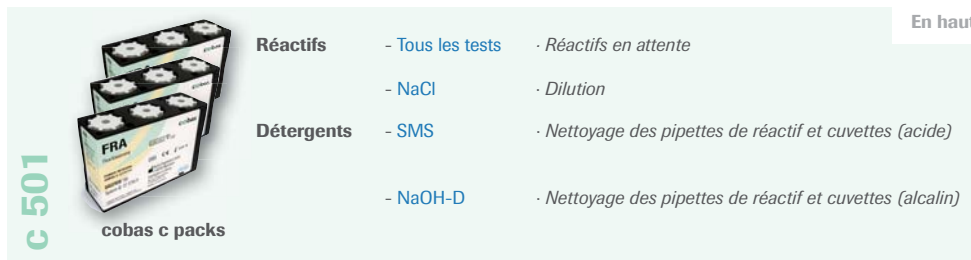 En haut
Réactifs - Tous les tests · Réactifs en attente
- NaCl · Dilution
Détergents - SMS · Nettoyage des pipettes de réactif et cuvettes (acide)
- NaOH-D · Nettoyage des pipettes de réactif et cuvettes (alcalin)
c 501
FRA
cobas c packs